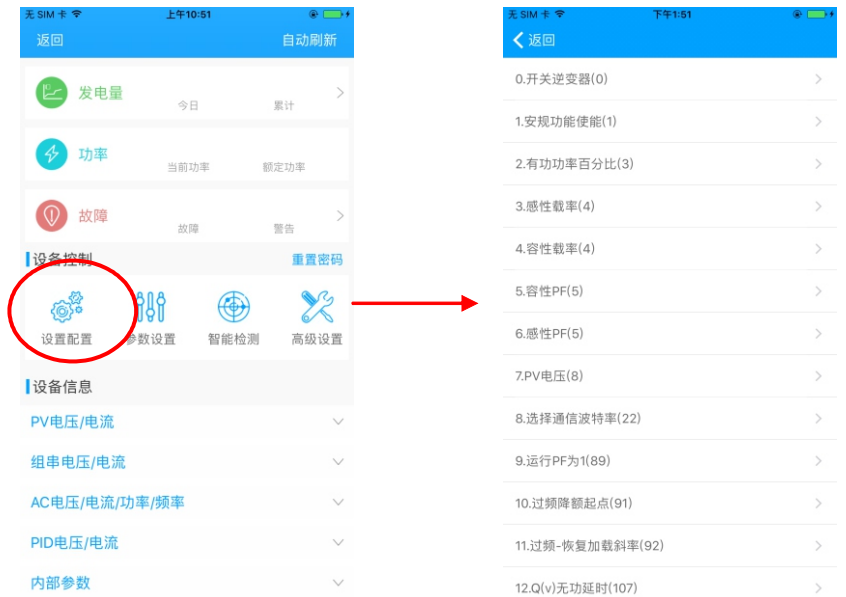 无 SIM 卡 上午10:51
返回 自动刷新
发电量 今日 累计
功率 当前功率 额定功率
故障 故障 警告
设备控制 重置密码
设置配置 参数设置 智能检测 高级设置
设备信息
PV电压/电流
组串电压/电流
AC电压/电流/功率/频率
PID电压/电流
内部参数
无 SIM 卡 下午1:51
返回
0.开关逆变器(0)
1.安规功能使能(1)
2.有功功率百分比(3)
3.感性载率(4)
4.容性载率(4)
5.容性PF(5)
6.感性PF(5)
7.PV电压(8)
8.选择通信波特率(22)
9.运行PF为1(89)
10.过频降额起点(91)
11.过频-恢复加载斜率(92)
12.Q(v)无功延时(107)